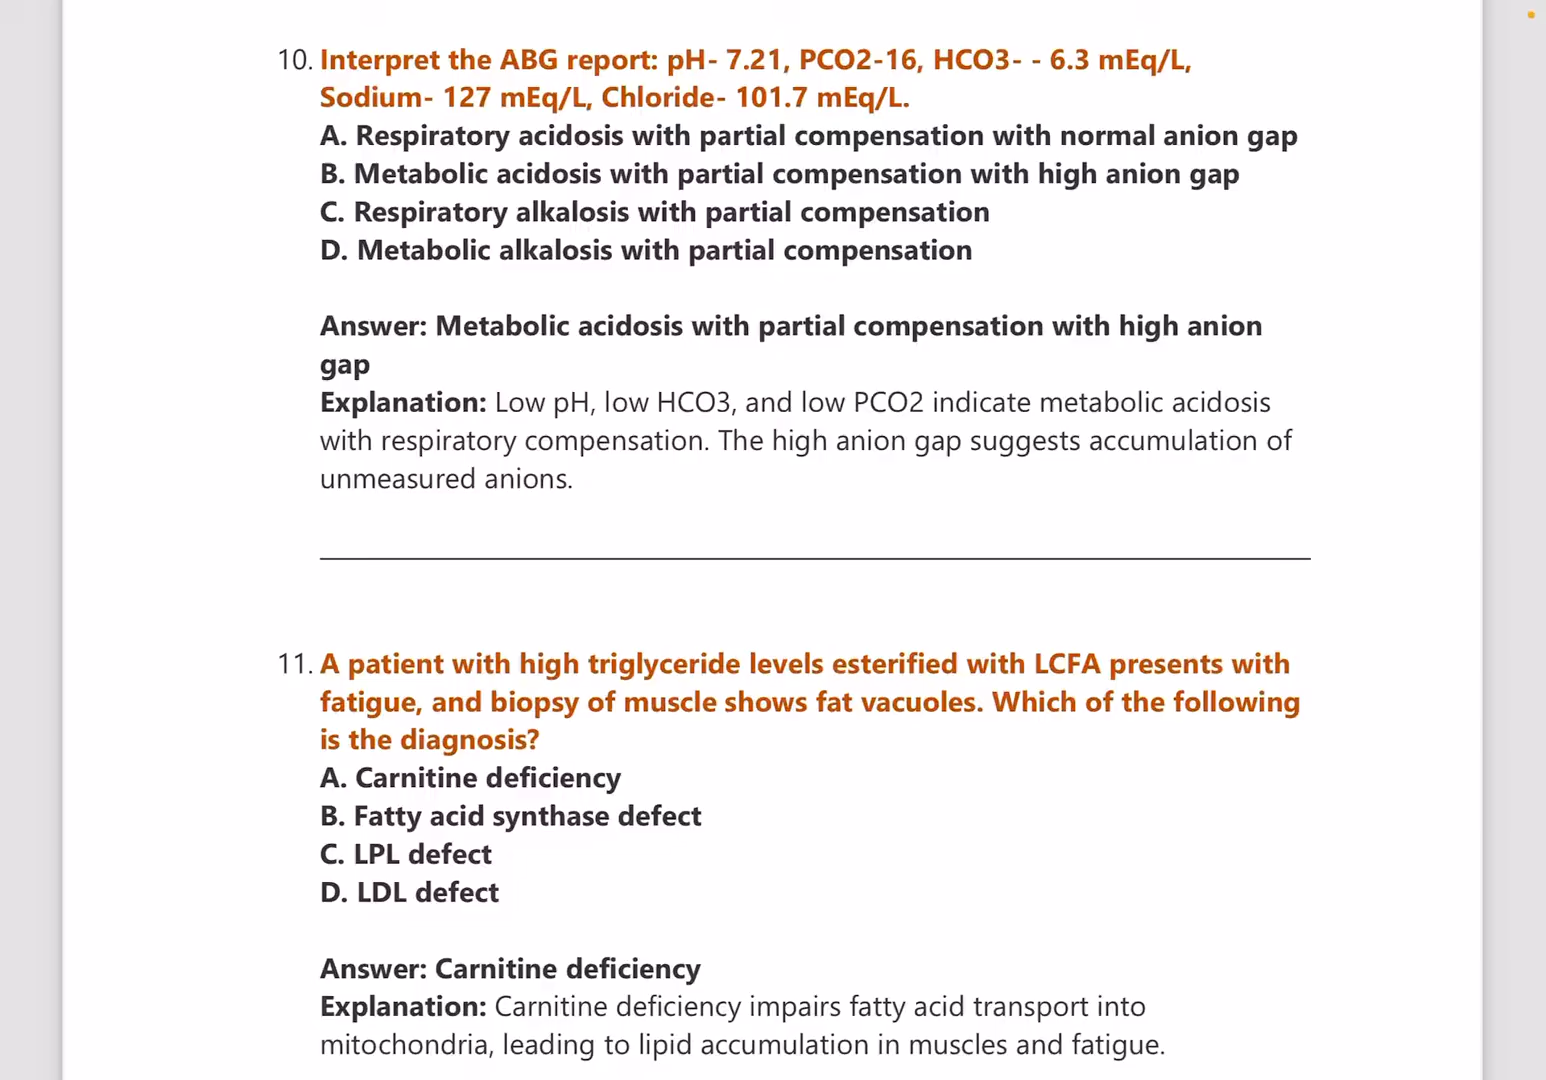 10. Interpret the ABG report: pH- 7.21, PCO2-16, HCO3- - 6.3 mEq/L,
Sodium- 127 mEq/L, Chloride- 101.7 mEq/L.
A. Respiratory acidosis with partial compensation with normal anion gap
B. Metabolic acidosis with partial compensation with high anion gap
C. Respiratory alkalosis with partial compensation
D. Metabolic alkalosis with partial compensation
Answer: Metabolic acidosis with partial compensation with high anion
gap
Explanation: Low pH, low HCO3, and low PCO2 indicate metabolic acidosis
with respiratory compensation. The high anion gap suggests accumulation of
unmeasured anions.
11. A patient with high triglyceride levels esterified with LCFA presents with
fatigue, and biopsy of muscle shows fat vacuoles. Which of the following
is the diagnosis?
A. Carnitine deficiency
B. Fatty acid synthase defect
C. LPL defect
D. LDL defect
Answer: Carnitine deficiency
Explanation: Carnitine deficiency impairs fatty acid transport into
mitochondria, leading to lipid accumulation in muscles and fatigue.